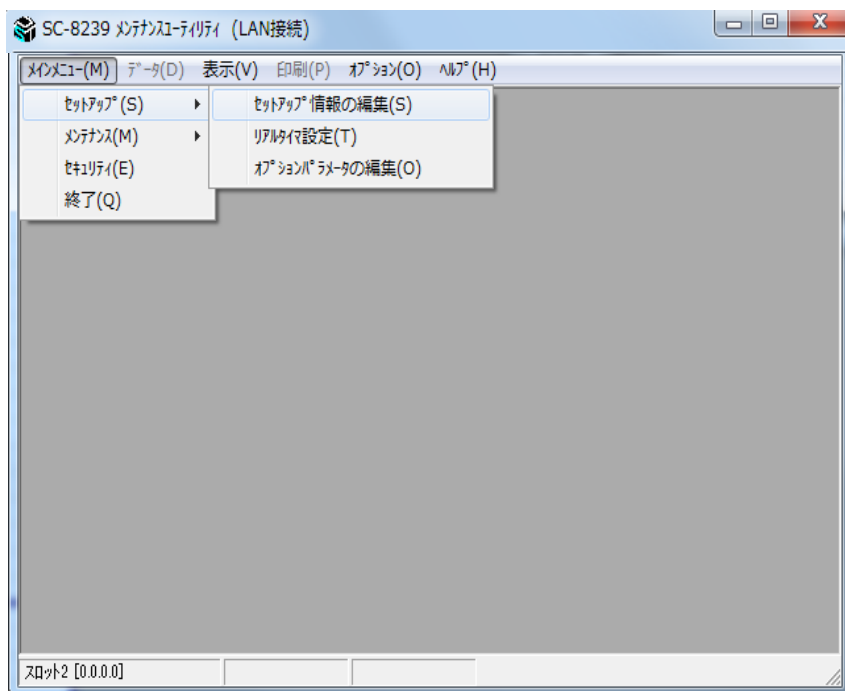 SC-8239 ﾒﾝﾃﾅﾝｽﾕｰﾃｨﾘﾃｨ (LAN接続)
ﾒｲﾝﾒﾆｭｰ(M) ﾃﾞｰﾀ(D) 表示(V) 印刷(P) ｵﾌﾟｼｮﾝ(O) ﾍﾙﾌﾟ(H)
ｾｯﾄｱｯﾌﾟ(S)
ﾒﾝﾃﾅﾝｽ(M)
ｾｷｭﾘﾃｨ(E)
終了(Q)
ｾｯﾄｱｯﾌﾟ情報の編集(S)
ﾘｱﾙﾀｲﾏ設定(T)
ｵﾌﾟｼｮﾝﾊﾟﾗﾒｰﾀの編集(O)
ｽﾛｯﾄ2 [0.0.0.0]